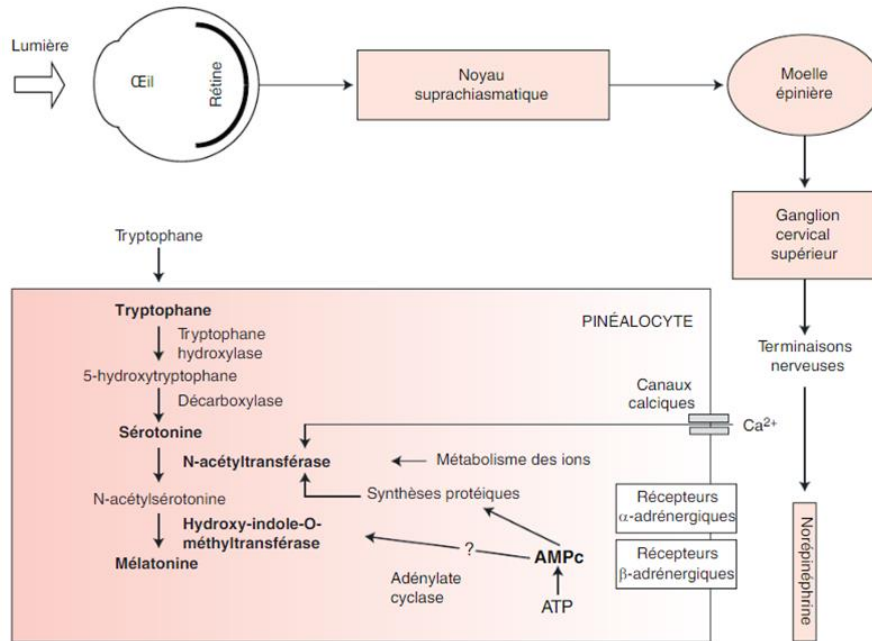 Lumière
Œil
Rétine
Noyau
suprachiasmatique
Moelle
épinière
Ganglion
cervical
supérieur
Terminaisons
nerveuses
Norépinéphrine
Tryptophane
PINÉALOCYTE
Tryptophane
Tryptophane
hydroxylase
5-hydroxytryptophane
Décarboxylase
Sérotonine
N-acétyltransférase
Métabolisme des ions
Canaux
calciques
Ca²⁺
N-acétylsérotonine
Synthèses protéiques
Hydroxy-indole-O-
méthyltransférase
Mélatonine
?
AMPc
Adénylate
cyclase
ATP
Récepteurs
α-adrénergiques
Récepteurs
β-adrénergiques